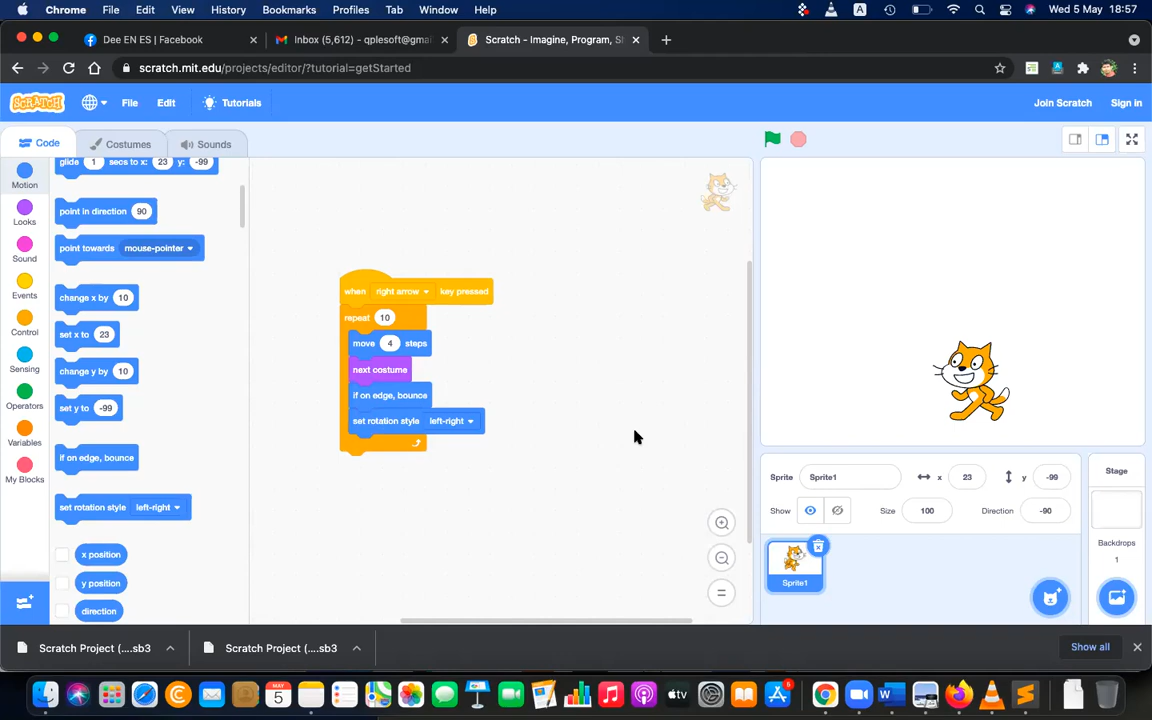 Chrome File Edit View History Bookmarks Profiles Tab Window Help A Wed 5 May 18:57
Dee EN ES | Facebook Inbox (5,612) - qplesoft@gma Scratch - Imagine, Program, Sh
scratch.mit.edu/projects/editor/?tutorial=getStarted
SCRATCH File Edit Tutorials Join Scratch Sign in
Code Costumes Sounds
Motion
Looks
Sound
Events
Control
Sensing
Operators
Variables
My Blocks
glide 1 secs to x: 23 y: -99
point in direction 90
point towards mouse-pointer
change x by 10
set x to 23
change y by 10
set y to -99
if on edge, bounce
set rotation style left-right
x position
y position
direction
when right arrow key pressed
repeat 10
move 4 steps
next costume
if on edge, bounce
set rotation style left-right
Sprite Sprite1 x 23 y -99
Show Size 100 Direction -90
Sprite1
Stage
Backdrops
1
Scratch Project (....sb3 Scratch Project (....sb3 Show all
MAY
5
tv
5